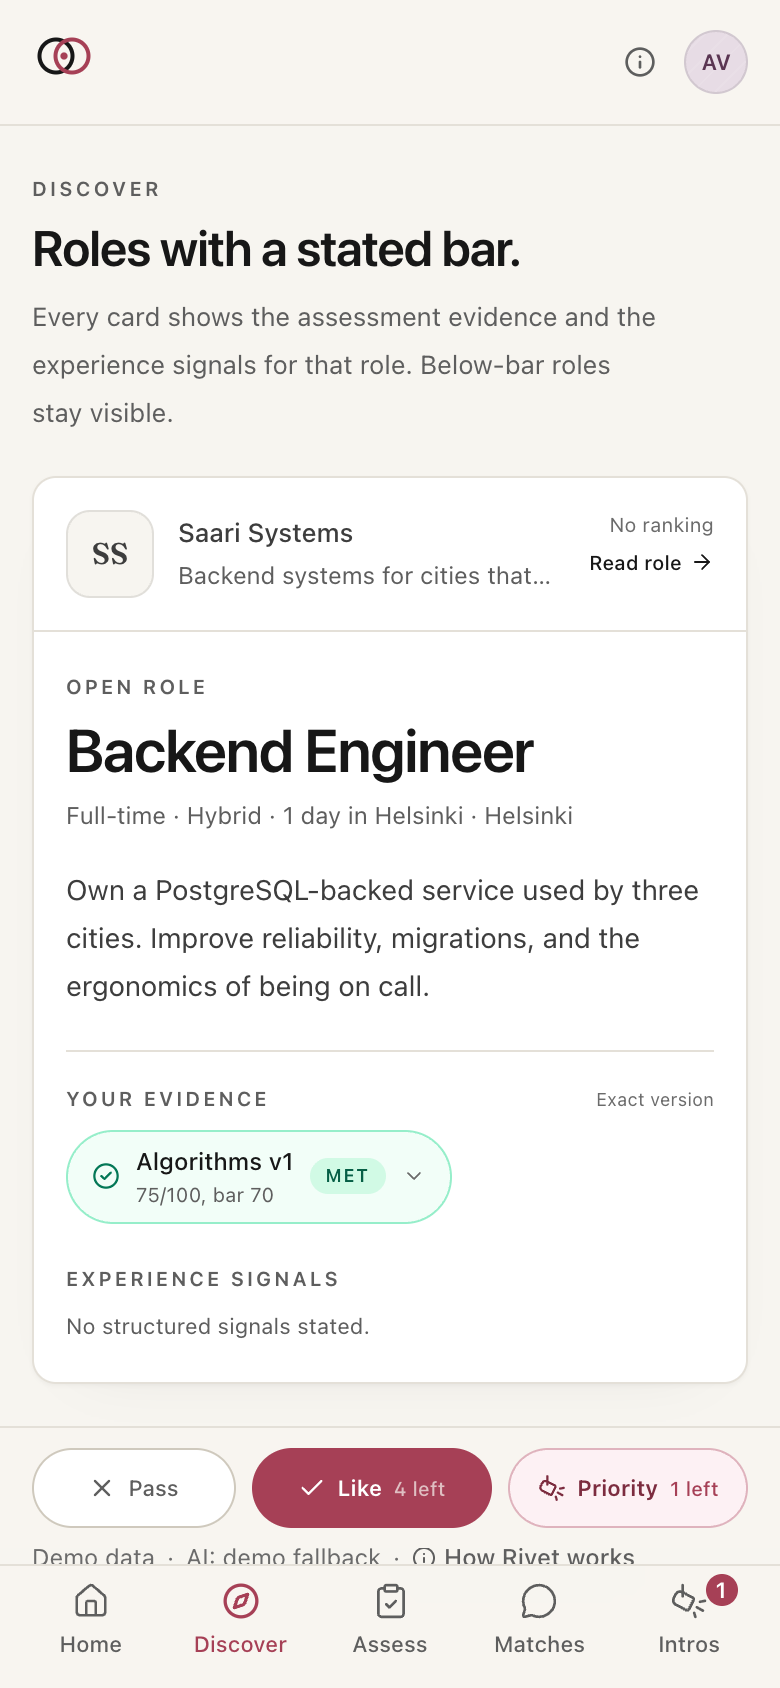 AV
DISCOVER
Roles with a stated bar.
Every card shows the assessment evidence and the
experience signals for that role. Below-bar roles
stay visible.
SS
Saari Systems
No ranking
Backend systems for cities that...
Read role →
OPEN ROLE
Backend Engineer
Full-time · Hybrid · 1 day in Helsinki · Helsinki
Own a PostgreSQL-backed service used by three
cities. Improve reliability, migrations, and the
ergonomics of being on call.
YOUR EVIDENCE
Exact version
Algorithms v1
75/100, bar 70
MET
EXPERIENCE SIGNALS
No structured signals stated.
Pass
Like 4 left
Priority 1 left
Demo data · AI: demo fallback · How Rivet works
Home
Discover
Assess
Matches
Intros
1